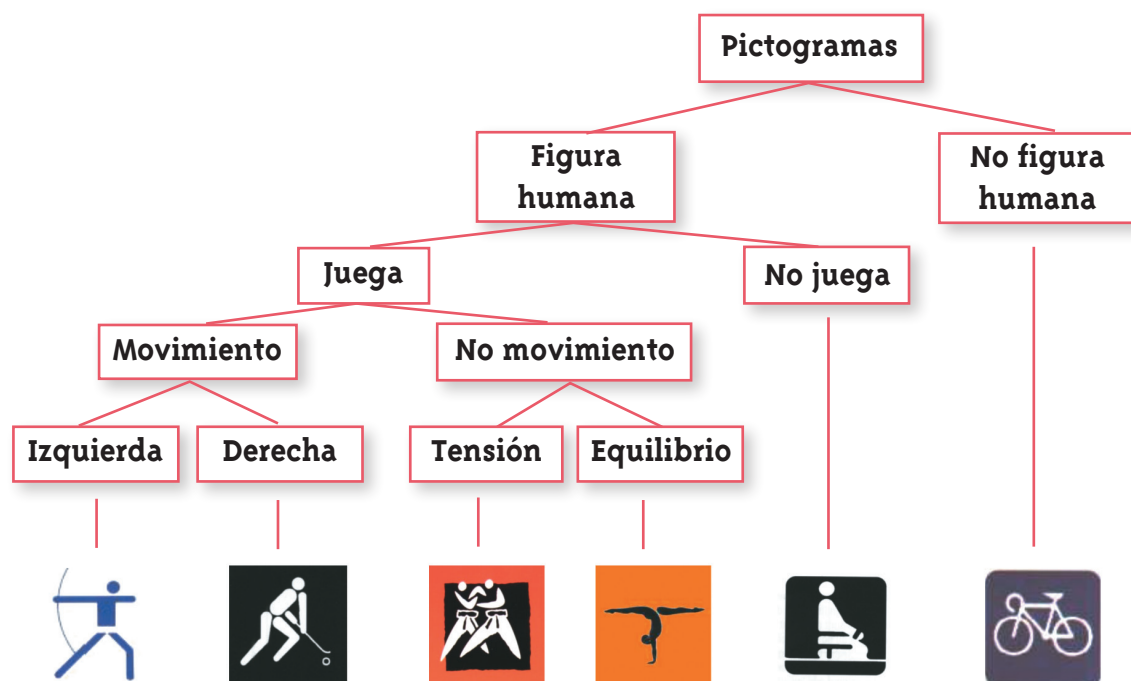 Pictogramas
Figura
humana
No figura
humana
Juega
No juega
Movimiento
No movimiento
Izquierda
Derecha
Tensión
Equilibrio